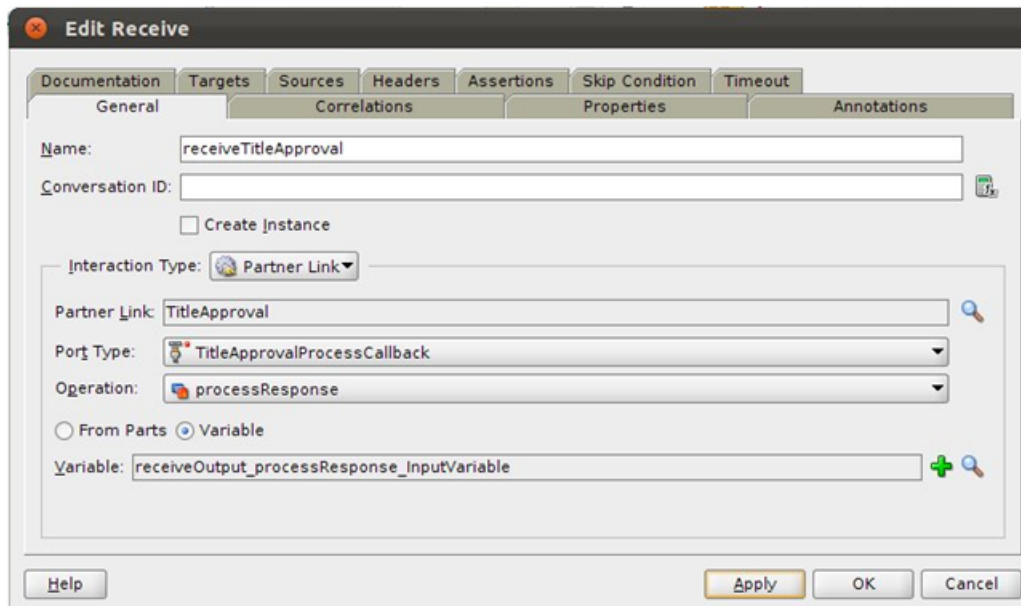 Edit Receive
Documentation Targets Sources Headers Assertions Skip Condition Timeout
General Correlations Properties Annotations
Name: receiveTitleApproval
Conversation ID:
Create Instance
Interaction Type: Partner Link
Partner Link: TitleApproval
Port Type: TitleApprovalProcessCallback
Operation: processResponse
From Parts Variable
Variable: receiveOutput_processResponse_InputVariable
Help Apply OK Cancel